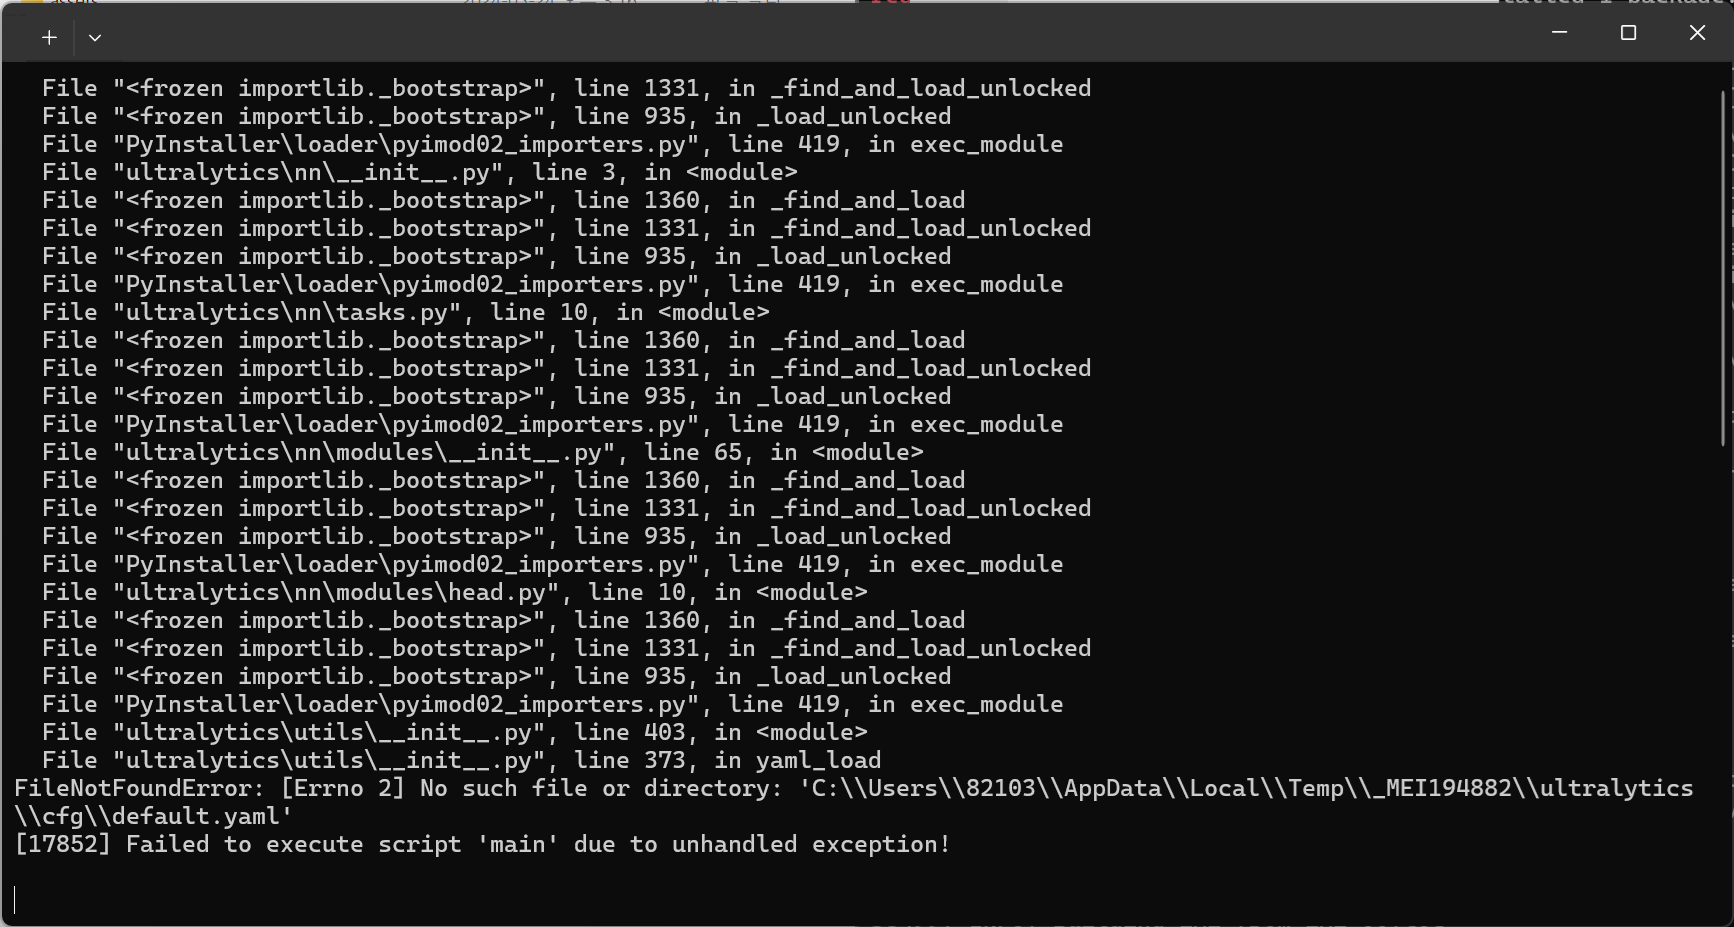 File "<frozen importlib._bootstrap>", line 1331, in _find_and_load_unlocked
File "<frozen importlib._bootstrap>", line 935, in _load_unlocked
File "PyInstaller\loader\pyimod02_importers.py", line 419, in exec_module
File "ultralytics\nn\__init__.py", line 3, in <module>
File "<frozen importlib._bootstrap>", line 1360, in _find_and_load
File "<frozen importlib._bootstrap>", line 1331, in _find_and_load_unlocked
File "<frozen importlib._bootstrap>", line 935, in _load_unlocked
File "PyInstaller\loader\pyimod02_importers.py", line 419, in exec_module
File "ultralytics\nn\tasks.py", line 10, in <module>
File "<frozen importlib._bootstrap>", line 1360, in _find_and_load
File "<frozen importlib._bootstrap>", line 1331, in _find_and_load_unlocked
File "<frozen importlib._bootstrap>", line 935, in _load_unlocked
File "PyInstaller\loader\pyimod02_importers.py", line 419, in exec_module
File "ultralytics\nn\modules\__init__.py", line 65, in <module>
File "<frozen importlib._bootstrap>", line 1360, in _find_and_load
File "<frozen importlib._bootstrap>", line 1331, in _find_and_load_unlocked
File "<frozen importlib._bootstrap>", line 935, in _load_unlocked
File "PyInstaller\loader\pyimod02_importers.py", line 419, in exec_module
File "ultralytics\nn\modules\head.py", line 10, in <module>
File "<frozen importlib._bootstrap>", line 1360, in _find_and_load
File "<frozen importlib._bootstrap>", line 1331, in _find_and_load_unlocked
File "<frozen importlib._bootstrap>", line 935, in _load_unlocked
File "PyInstaller\loader\pyimod02_importers.py", line 419, in exec_module
File "ultralytics\utils\__init__.py", line 403, in <module>
File "ultralytics\utils\__init__.py", line 373, in yaml_load
FileNotFoundError: [Errno 2] No such file or directory: 'C:\\Users\\82103\\AppData\\Local\\Temp\\_MEI194882\\ultralytics
\\cfg\\default.yaml'
[17852] Failed to execute script 'main' due to unhandled exception!